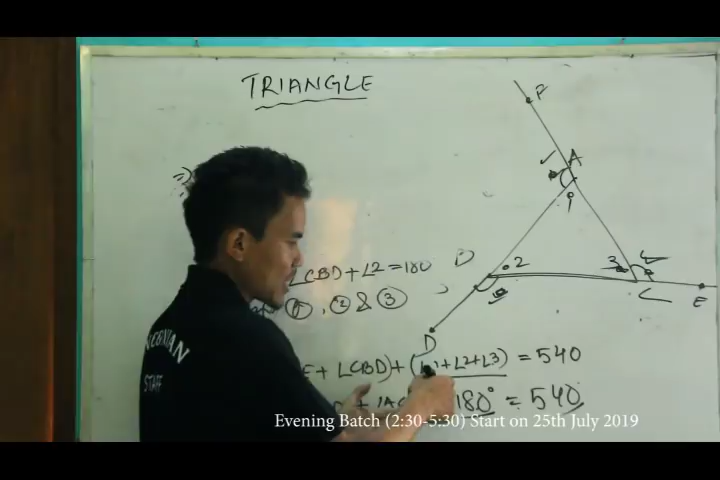 TRIANGLE
F
A
1
∠CBD + ∠2 = 180
B
2
3
①, ② & ③
C
E
D
+ ∠CBD) + (∠1+∠2+∠3) = 540
180° = 540
STAFF
Evening Batch (2:30-5:30) Start on 25th July 2019